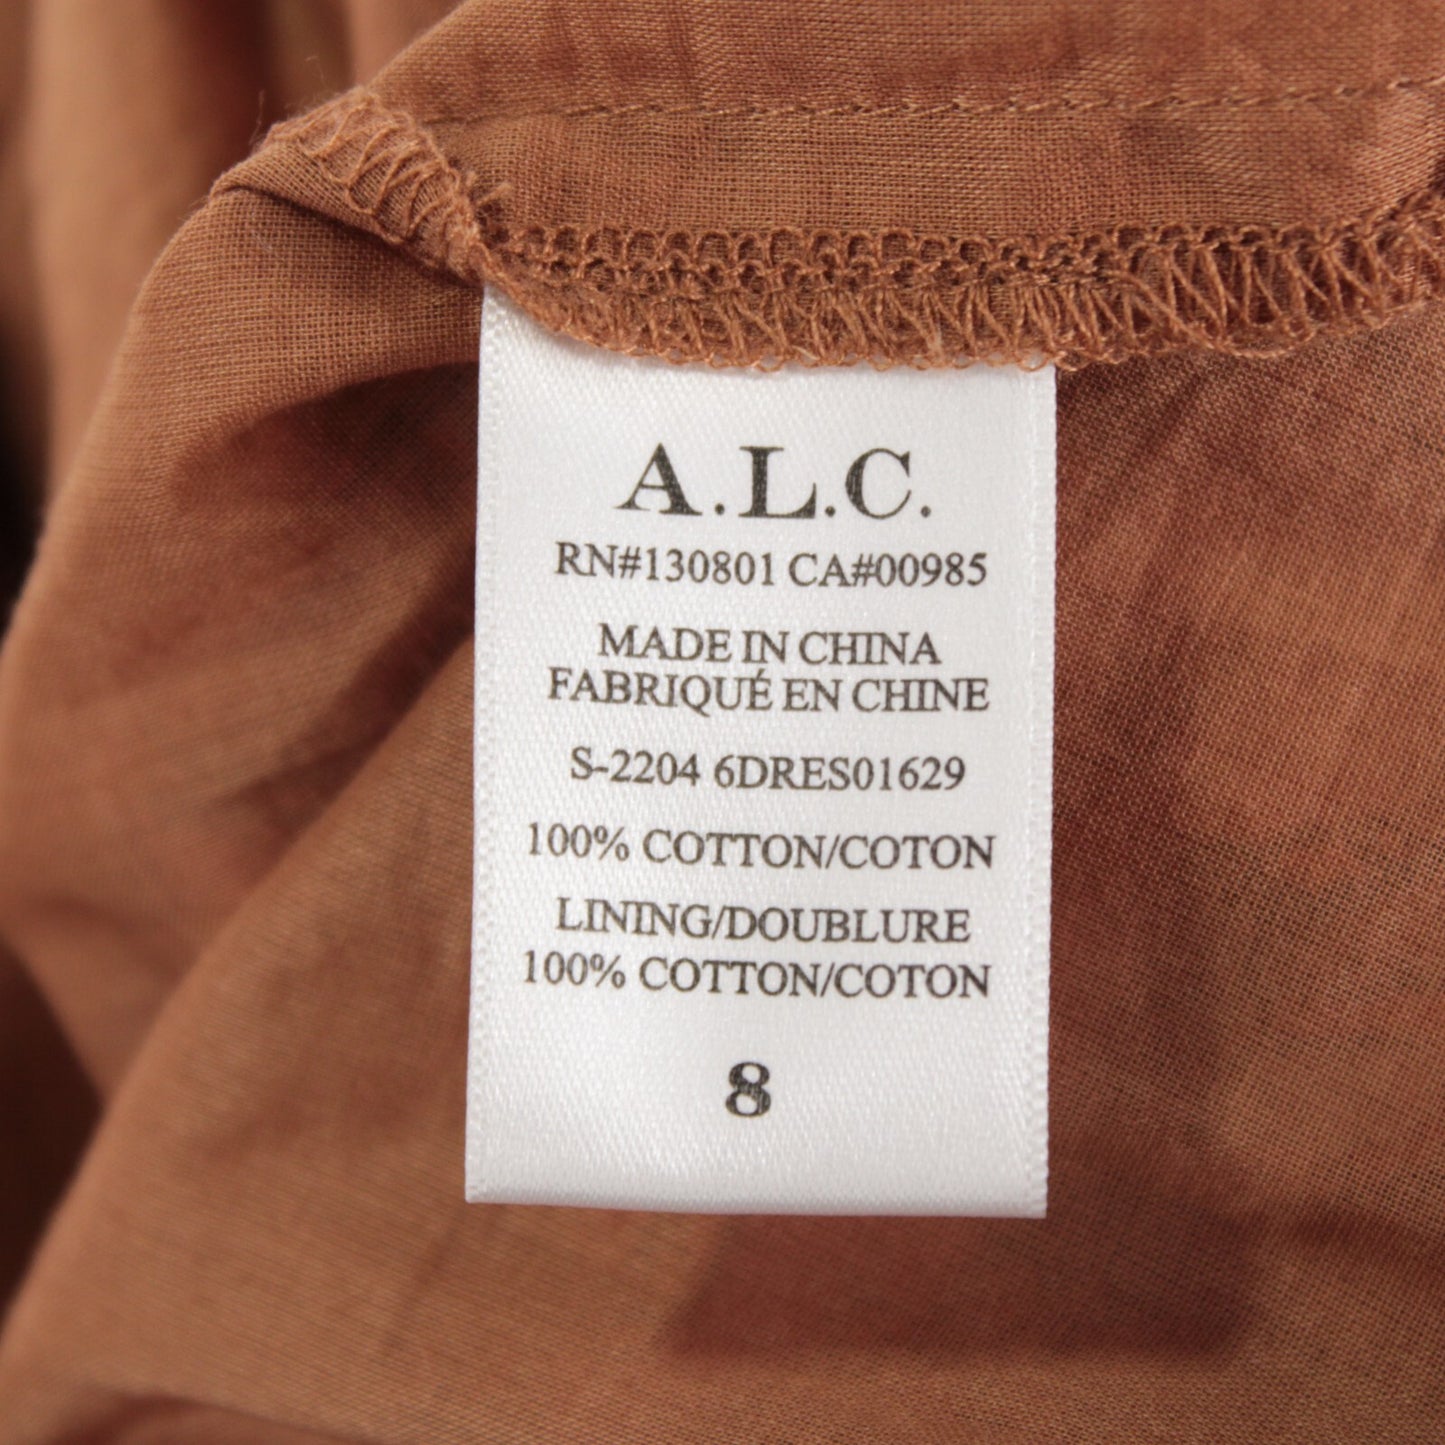 A.L.C.
RN#130801 CA#00985
MADE IN CHINA
FABRIQUÉ EN CHINE
S-2204 6DRES01629
100% COTTON/COTON
LINING/DOUBLURE
100% COTTON/COTON
8